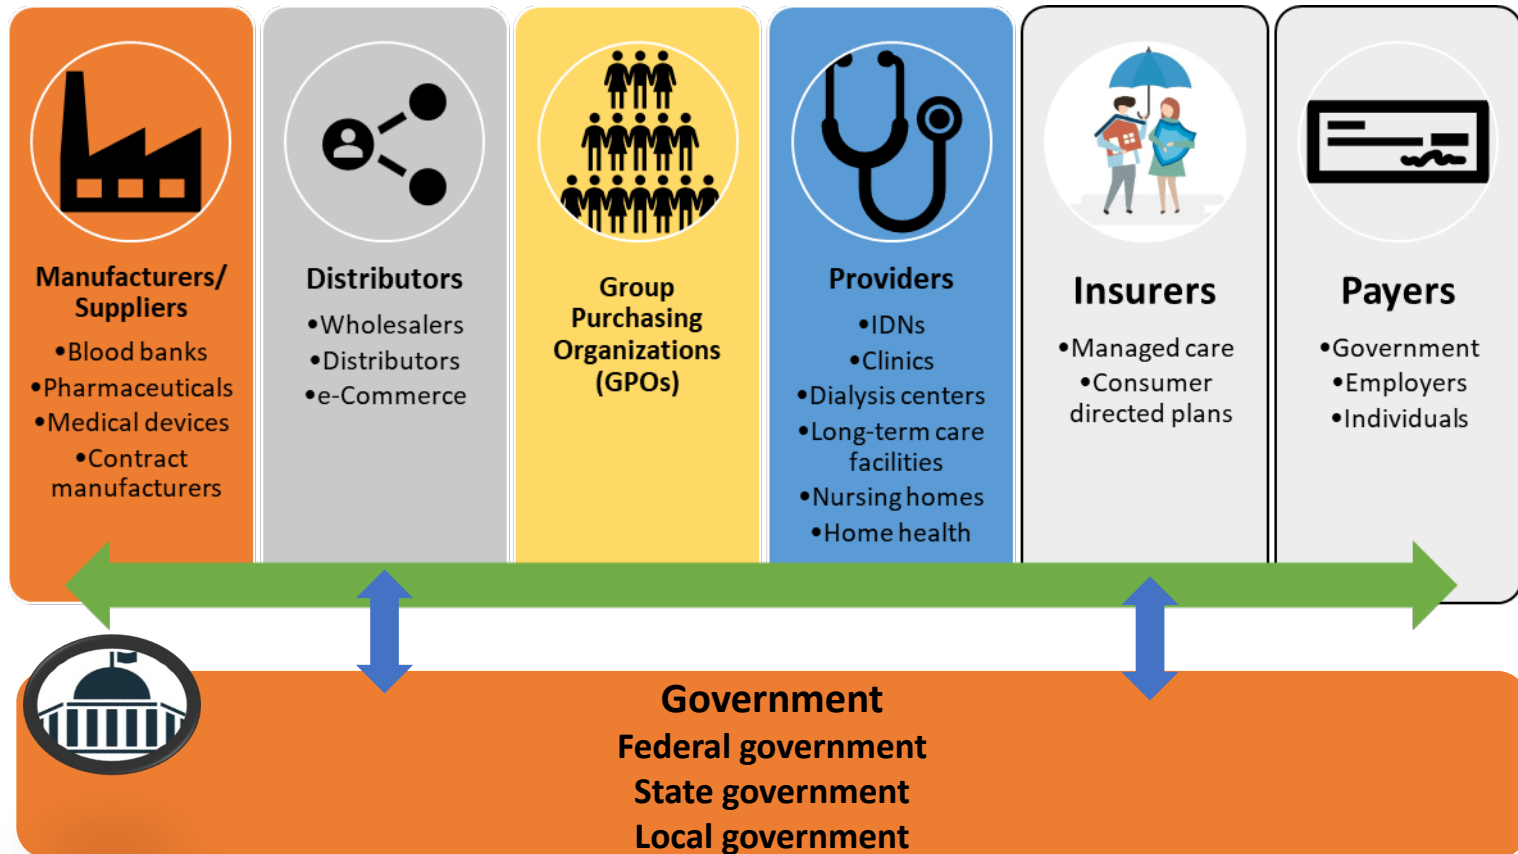 Manufacturers/
Suppliers
•Blood banks
•Pharmaceuticals
•Medical devices
•Contract
manufacturers
Distributors
•Wholesalers
•Distributors
•e-Commerce
Group
Purchasing
Organizations
(GPOs)
Providers
•IDNs
•Clinics
•Dialysis centers
•Long-term care
facilities
•Nursing homes
•Home health
Insurers
•Managed care
•Consumer
directed plans
Payers
•Government
•Employers
•Individuals
Government
Federal government
State government
Local government